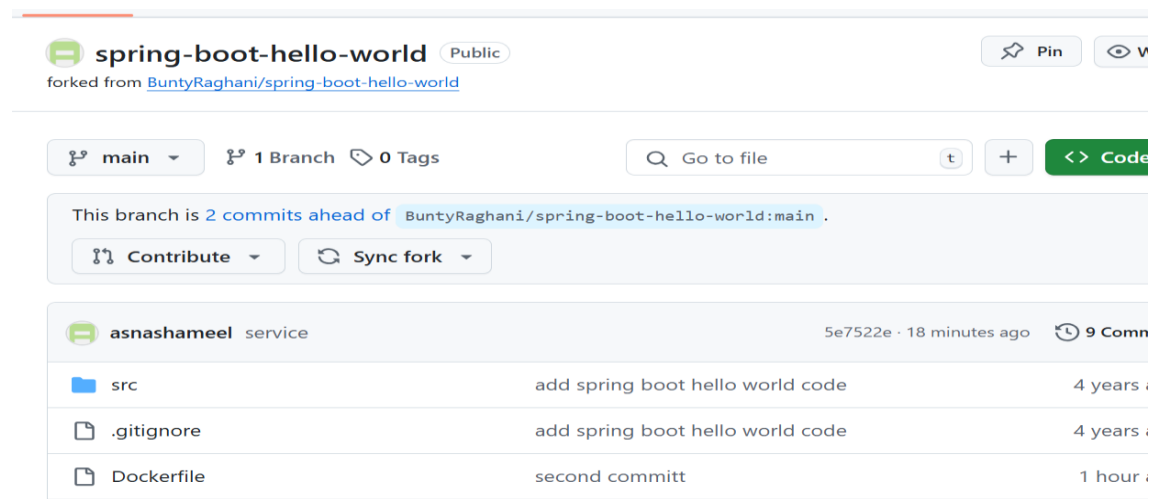 spring-boot-hello-world Public Pin
forked from BuntyRaghani/spring-boot-hello-world
main 1 Branch 0 Tags Go to file t + <> Code
This branch is 2 commits ahead of BuntyRaghani/spring-boot-hello-world:main .
Contribute Sync fork
asnashameel service 5e7522e · 18 minutes ago 9 Comm
src add spring boot hello world code 4 years
.gitignore add spring boot hello world code 4 years
Dockerfile second committ 1 hour